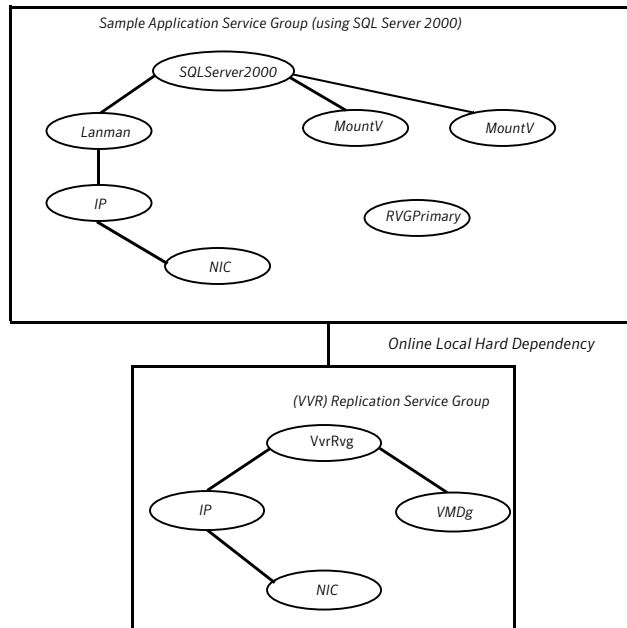 Sample Application Service Group (using SQL Server 2000)
SQLServer2000
Lanman
MountV
MountV
IP
RVGPrimary
NIC
Online Local Hard Dependency
(VVR) Replication Service Group
VvrRvg
IP
VMDg
NIC